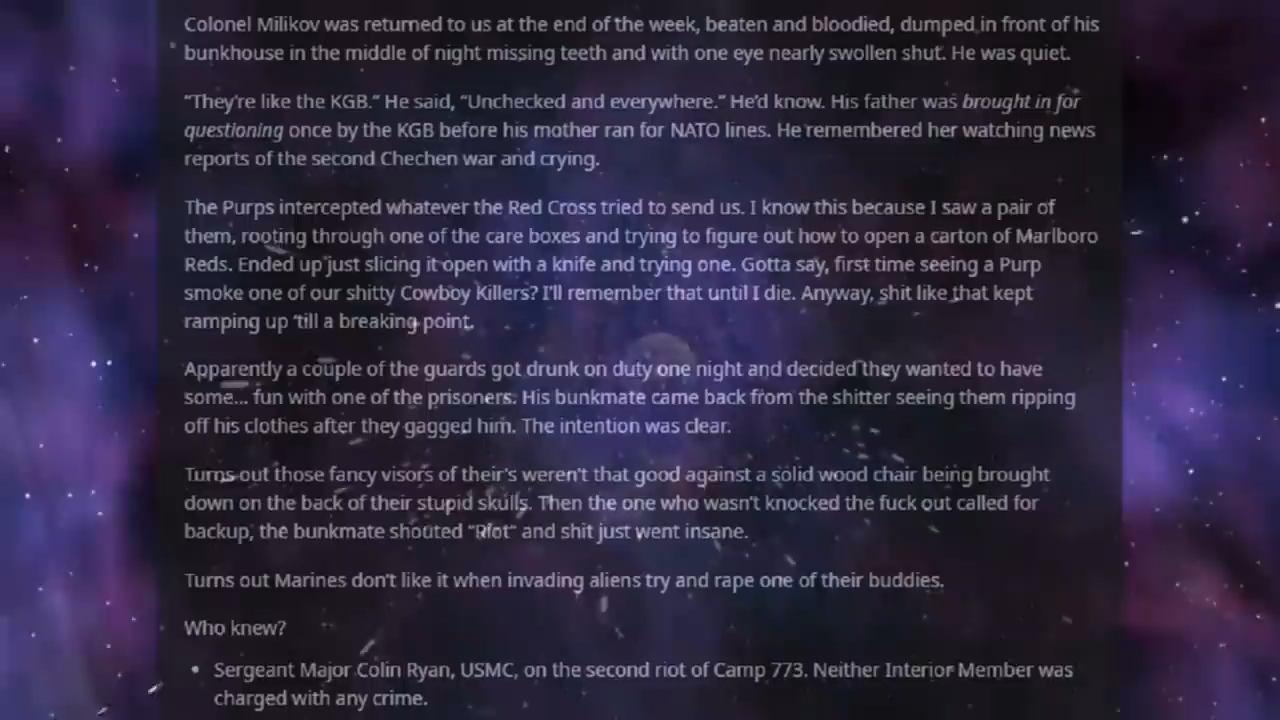 Colonel Milikov was returned to us at the end of the week, beaten and bloodied, dumped in front of his
bunkhouse in the middle of night missing teeth and with one eye nearly swollen shut. He was quiet.
“They’re like the KGB.” He said, “Unchecked and everywhere.” He’d know. His father was brought in for
questioning once by the KGB before his mother ran for NATO lines. He remembered her watching news
reports of the second Chechen war and crying.
The Purps intercepted whatever the Red Cross tried to send us. I know this because I saw a pair of
them, rooting through one of the care boxes and trying to figure out how to open a carton of Marlboro
Reds. Ended up just slicing it open with a knife and trying one. Gotta say, first time seeing a Purp
smoke one of our shitty Cowboy Killers? I’ll remember that until I die. Anyway, shit like that kept
ramping up ‘till a breaking point.
Apparently a couple of the guards got drunk on duty one night and decided they wanted to have
some… fun with one of the prisoners. His bunkmate came back from the shitter seeing them ripping
off his clothes after they gagged him. The intention was clear.
Turns out those fancy visors of their’s weren’t that good against a solid wood chair being brought
down on the back of their stupid skulls. Then the one who wasn’t knocked the fuck out called for
backup, the bunkmate shouted “Riot” and shit just went insane.
Turns out Marines don’t like it when invading aliens try and rape one of their buddies.
Who knew?
• Sergeant Major Colin Ryan, USMC, on the second riot of Camp 773. Neither Interior Member was
charged with any crime.